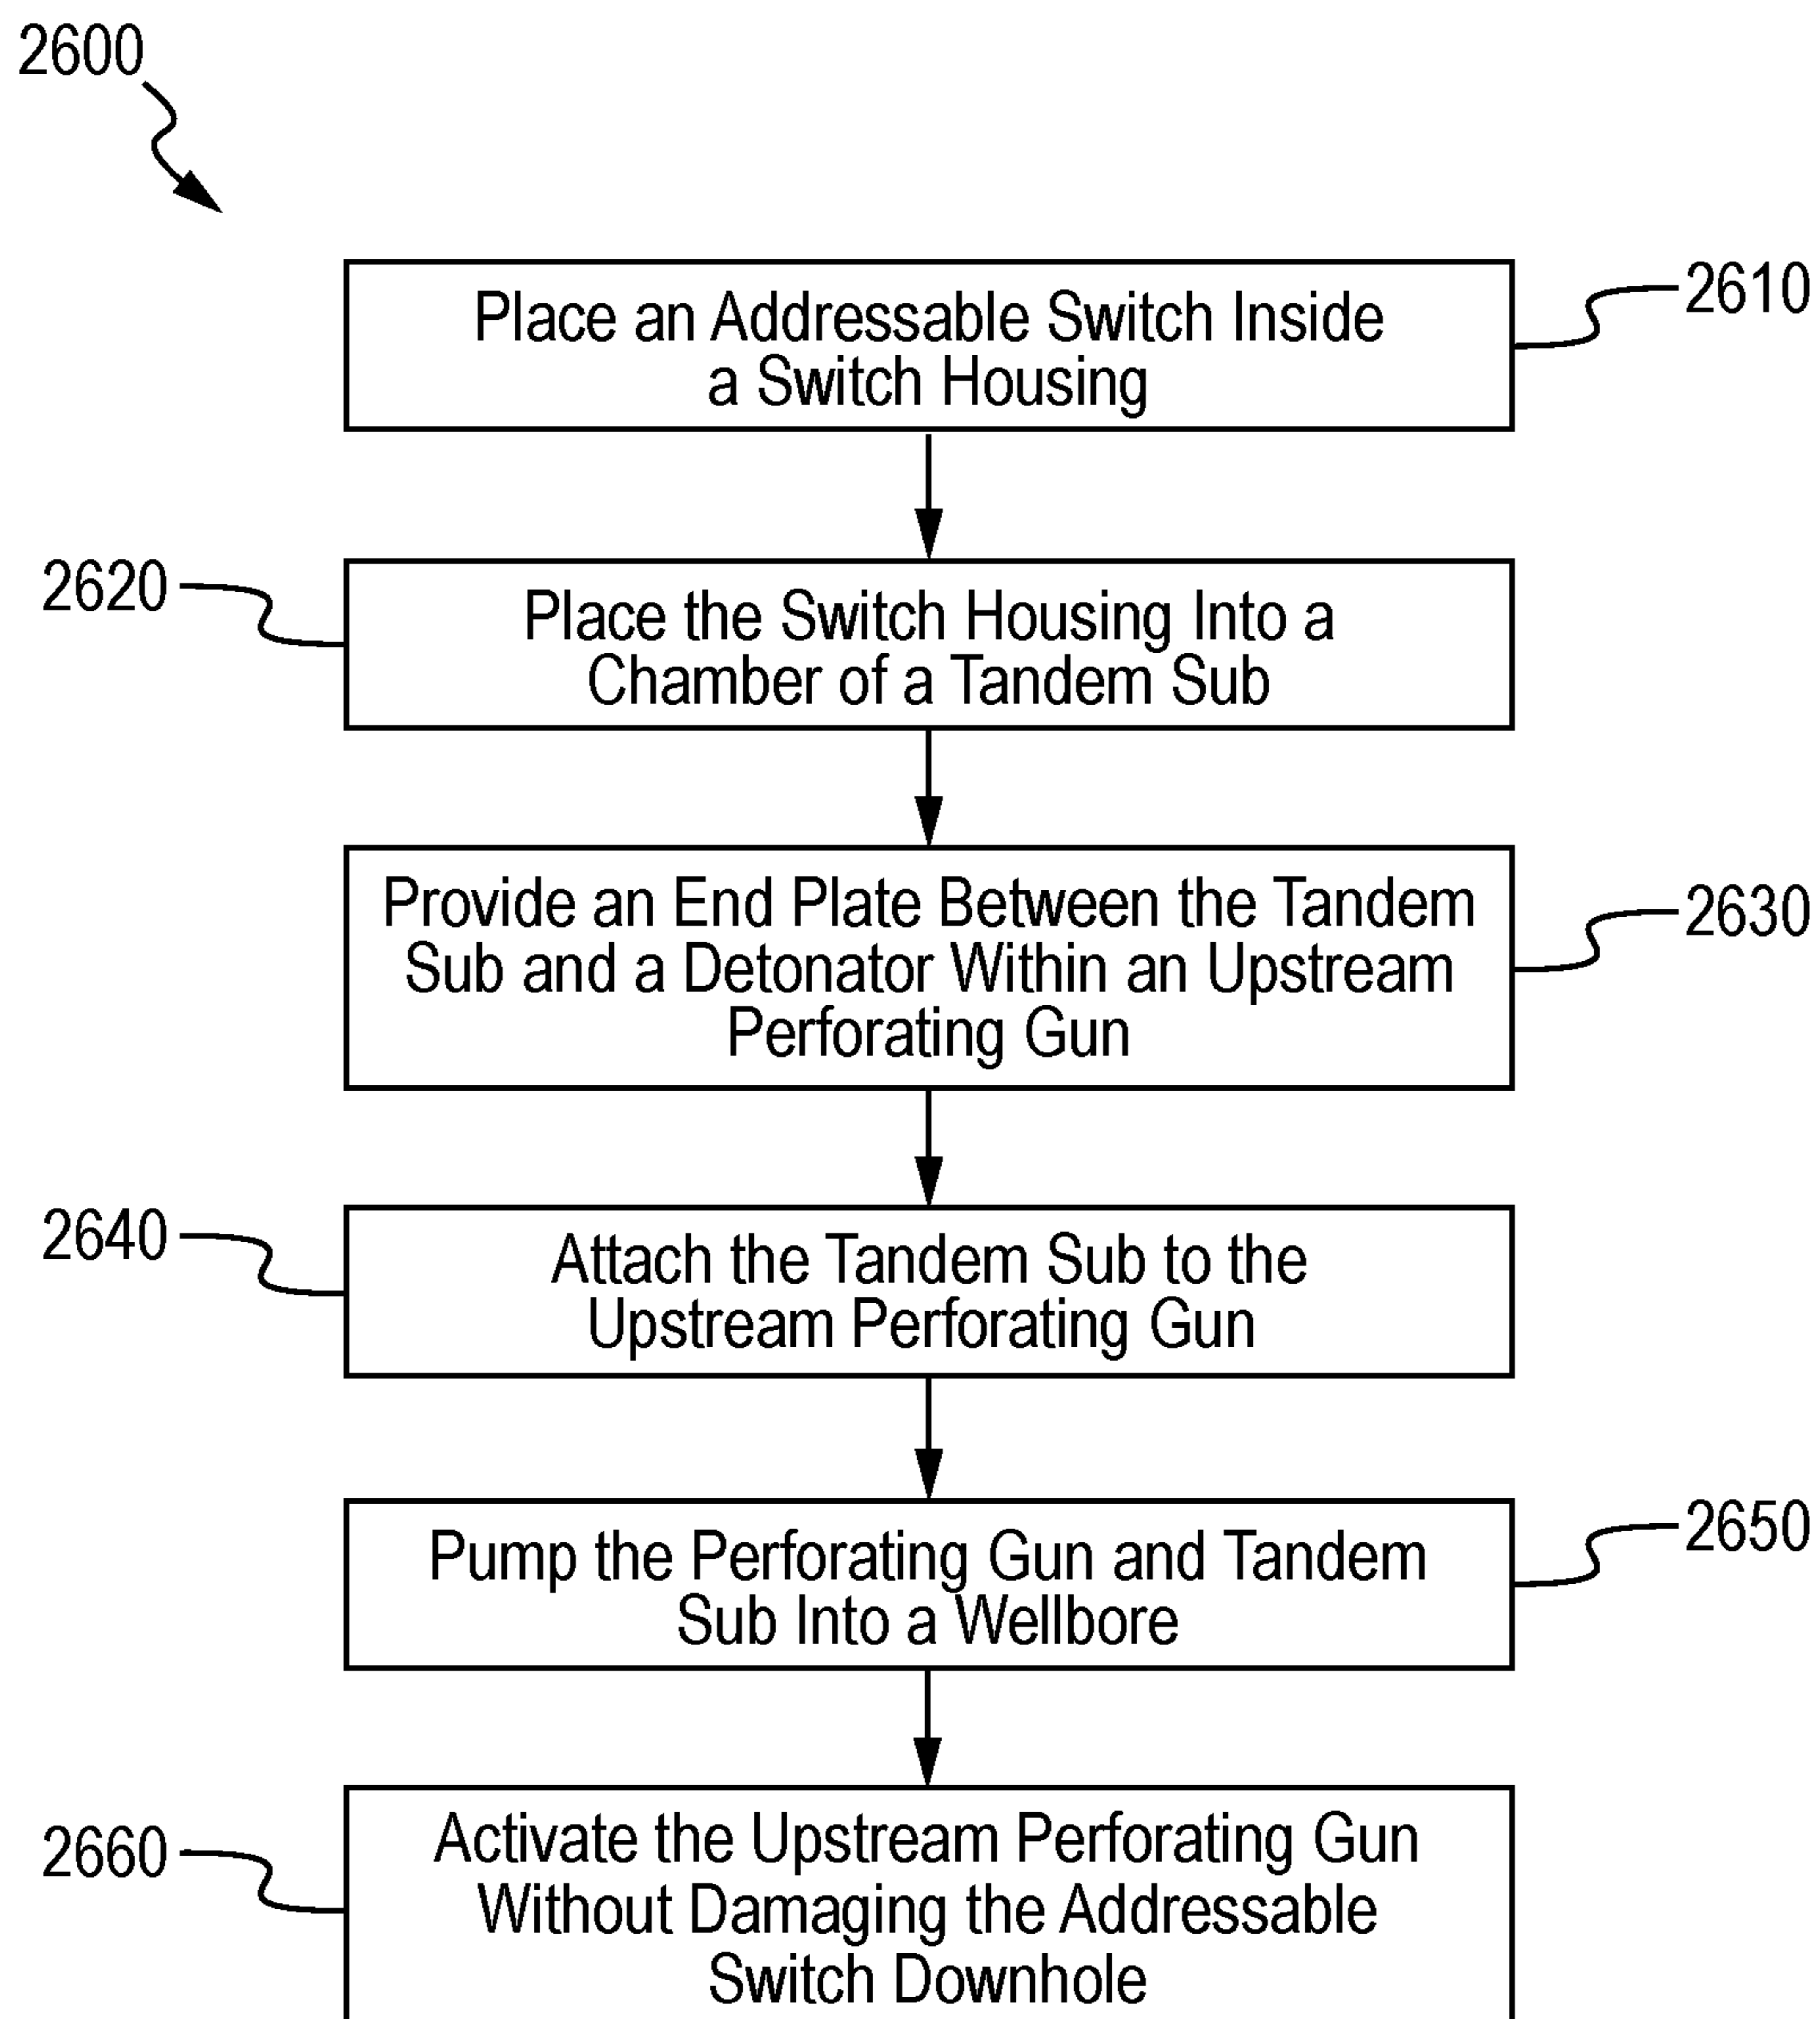 2600
Place an Addressable Switch Inside
a Switch Housing
2610
2620
Place the Switch Housing Into a
Chamber of a Tandem Sub
Provide an End Plate Between the Tandem
Sub and a Detonator Within an Upstream
Perforating Gun
2630
2640
Attach the Tandem Sub to the
Upstream Perforating Gun
Pump the Perforating Gun and Tandem
Sub Into a Wellbore
2650
2660
Activate the Upstream Perforating Gun
Without Damaging the Addressable
Switch Downhole